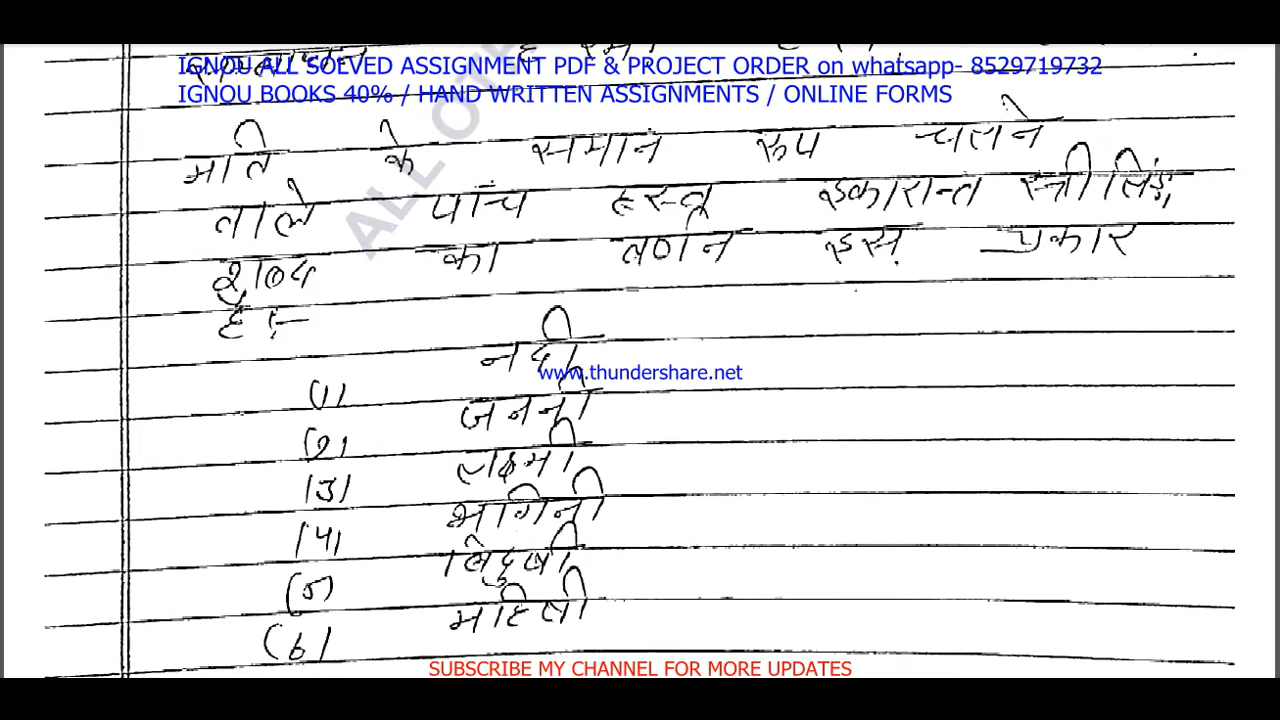 IGNOU ALL SOLVED ASSIGNMENT PDF & PROJECT ORDER on whatsapp- 8529719732
IGNOU BOOKS 40% / HAND WRITTEN ASSIGNMENTS / ONLINE FORMS
ALL
मति के समान रूप चलने
वाले पाँच ह्स्व इकारान्त स्त्रीलिंङ्ग
शब्द का वर्णन इस प्रकार
है :-
नदी
www.thundershare.net
(1) जननी
(2) लक्ष्मी
(3) भगिनी
(4) विदुषी
(5) महिषी
(6)
SUBSCRIBE MY CHANNEL FOR MORE UPDATES